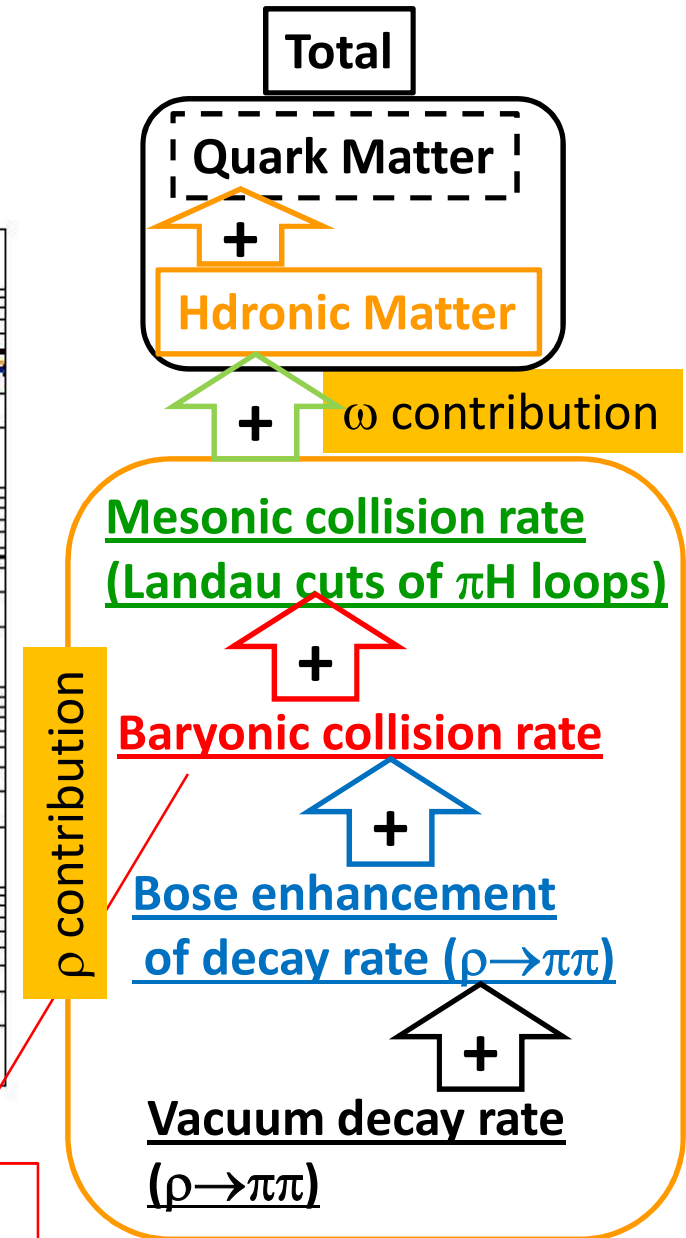 Total
Quark Matter
+
Hdronic Matter
+
ω contribution
Mesonic collision rate
(Landau cuts of πH loops)
+
Baryonic collision rate
ρ contribution
+
Bose enhancement
of decay rate (ρ→ππ)
+
Vacuum decay rate
(ρ→ππ)